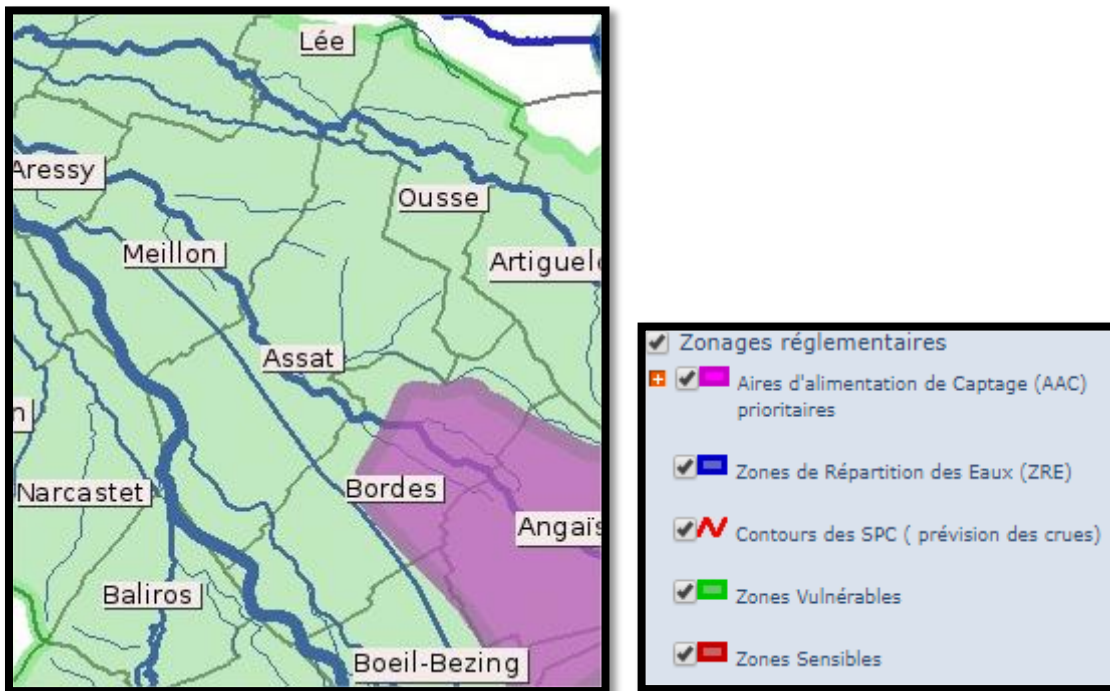 Lée
Aressy
Ousse
Meillon
Artiguel
Assat
n
Narcastet
Bordes
Angaïs
Baliros
Boeil-Bezing
Zonages réglementaires
Aires d'alimentation de Captage (AAC)
prioritaires
Zones de Répartition des Eaux (ZRE)
Contours des SPC ( prévision des crues)
Zones Vulnérables
Zones Sensibles